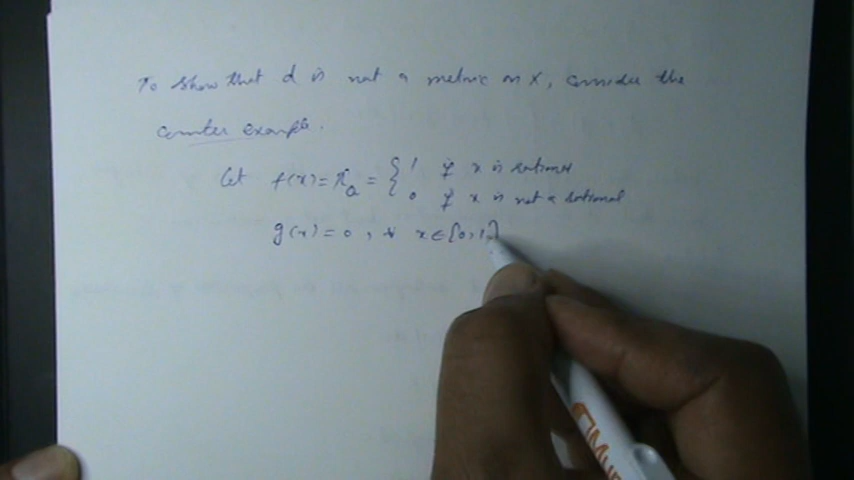 To show that d is not a metric on X, consider the
counter example.
Let f(x) = χ_Q = { 1 if x is rational
0 if x is not a rational
g(x) = 0 , ∀ x ∈ [0, 1]